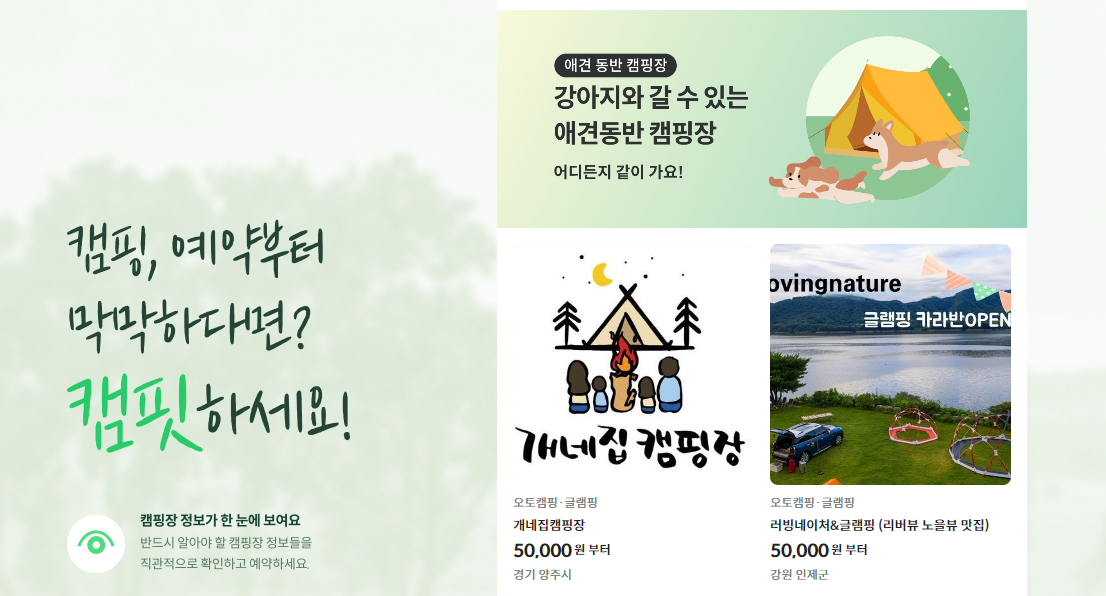 캠핑, 예약부터
막막하다면?
캠핏하세요!
캠핑장 정보가 한 눈에 보여요
반드시 알아야 할 캠핑장 정보들을
직관적으로 확인하고 예약하세요.
애견 동반 캠핑장
강아지와 갈 수 있는
애견동반 캠핑장
어디든지 같이 가요!
개네집 캠핑장
오토캠핑·글램핑
개네집캠핑장
50,000원 부터
경기 양주시
ovingnature
글램핑 카라반OPEN
오토캠핑·글램핑
러빙네이처&글램핑 (리버뷰 노을뷰 맛집)
50,000원 부터
강원 인제군